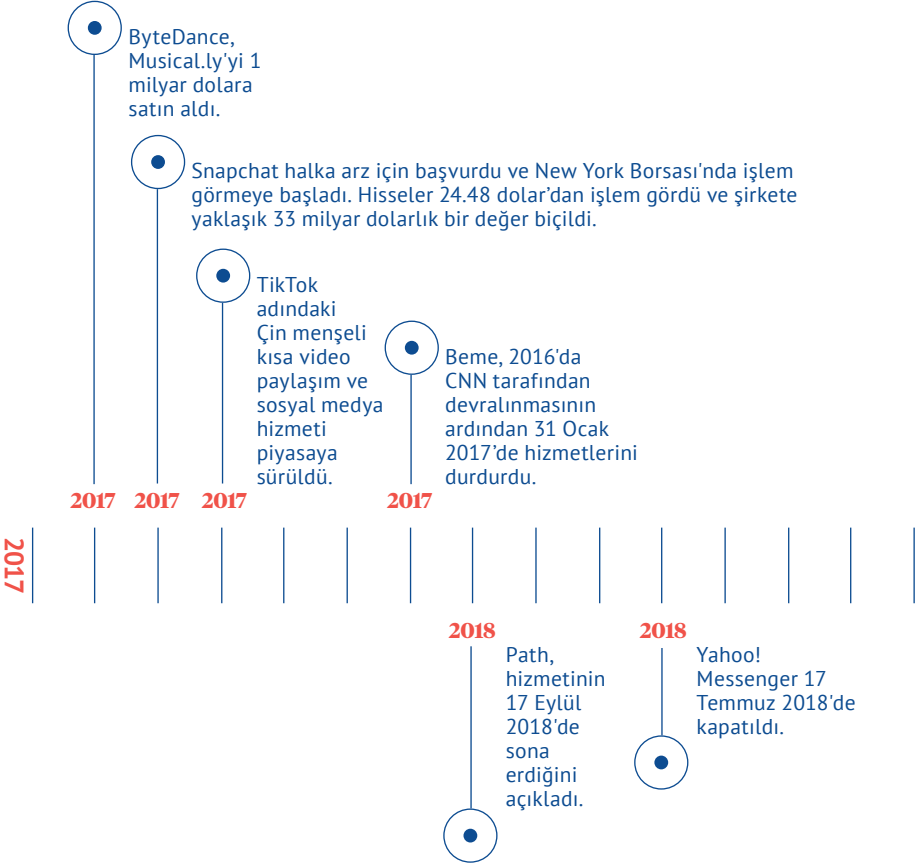 ByteDance,
Musical.ly'yi 1
milyar dolara
satın aldı.
Snapchat halka arz için başvurdu ve New York Borsası'nda işlem
görmeye başladı. Hisseler 24.48 dolar’dan işlem gördü ve şirkete
yaklaşık 33 milyar dolarlık bir değer biçildi.
TikTok
adındaki
Çin menşeli
kısa video
paylaşım ve
sosyal medya
hizmeti
piyasaya
sürüldü.
Beme, 2016'da
CNN tarafından
devralınmasının
ardından 31 Ocak
2017’de hizmetlerini
durdurdu.
2017 2017 2017 2017
2017
2018 2018
Path,
hizmetinin
17 Eylül
2018'de
sona
erdiğini
açıkladı.
Yahoo!
Messenger 17
Temmuz 2018'de
kapatıldı.